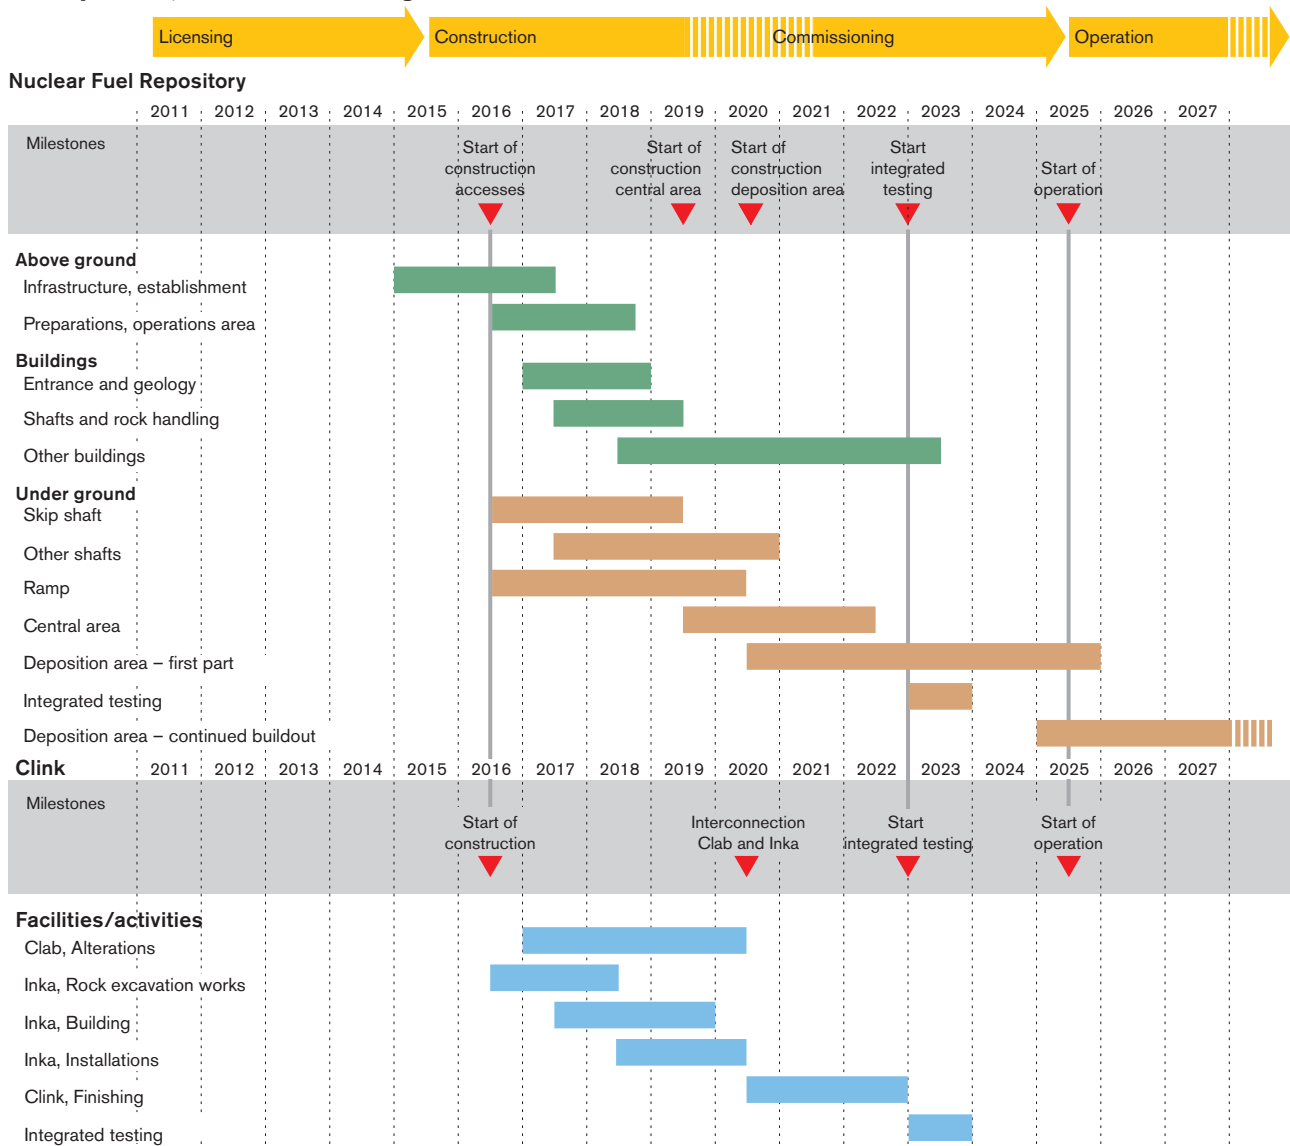 Licensing
Construction
Commissioning
Operation
Nuclear Fuel Repository
2011 2012 2013 2014 2015 2016 2017 2018 2019 2020 2021 2022 2023 2024 2025 2026 2027
Milestones
Start of
construction
accesses
Start of
construction
central area
Start of
construction
deposition area
Start
integrated
testing
Start of
operation
Above ground
Infrastructure, establishment
Preparations, operations area
Buildings
Entrance and geology
Shafts and rock handling
Other buildings
Under ground
Skip shaft
Other shafts
Ramp
Central area
Deposition area – first part
Integrated testing
Deposition area – continued buildout
Clink
2011 2012 2013 2014 2015 2016 2017 2018 2019 2020 2021 2022 2023 2024 2025 2026 2027
Milestones
Start of
construction
Interconnection
Clab and Inka
Start
integrated testing
Start of
operation
Facilities/activities
Clab, Alterations
Inka, Rock excavation works
Inka, Building
Inka, Installations
Clink, Finishing
Integrated testing